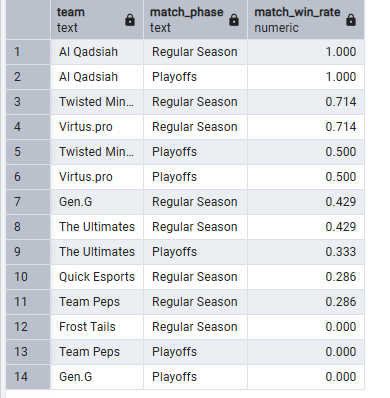 team match_phase match_win_rate
text text numeric
1 Al Qadsiah Regular Season 1.000
2 Al Qadsiah Playoffs 1.000
3 Twisted Min... Regular Season 0.714
4 Virtus.pro Regular Season 0.714
5 Twisted Min... Playoffs 0.500
6 Virtus.pro Playoffs 0.500
7 Gen.G Regular Season 0.429
8 The Ultimates Regular Season 0.429
9 The Ultimates Playoffs 0.333
10 Quick Esports Regular Season 0.286
11 Team Peps Regular Season 0.286
12 Frost Tails Regular Season 0.000
13 Team Peps Playoffs 0.000
14 Gen.G Playoffs 0.000